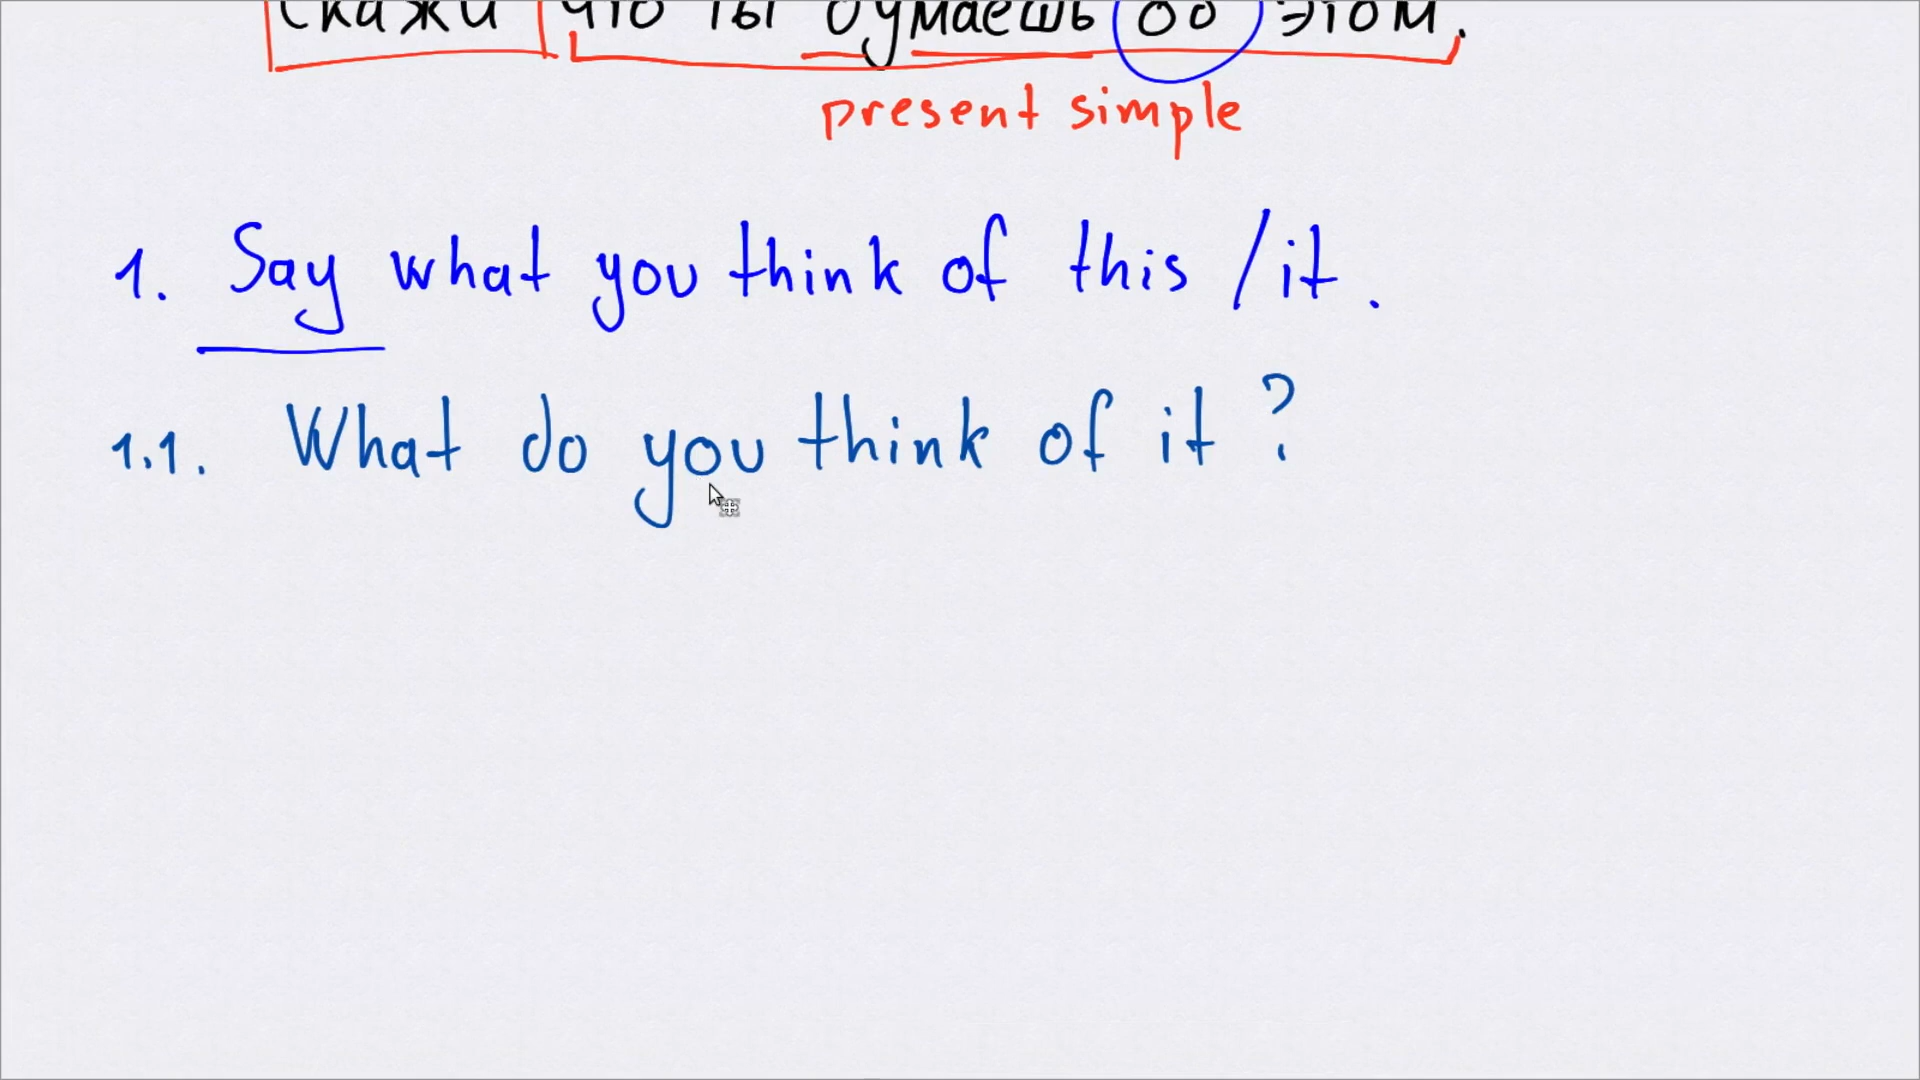 скажи что ты думаешь об этом.
present simple
1. Say what you think of this /it.
1.1. What do you think of it ?